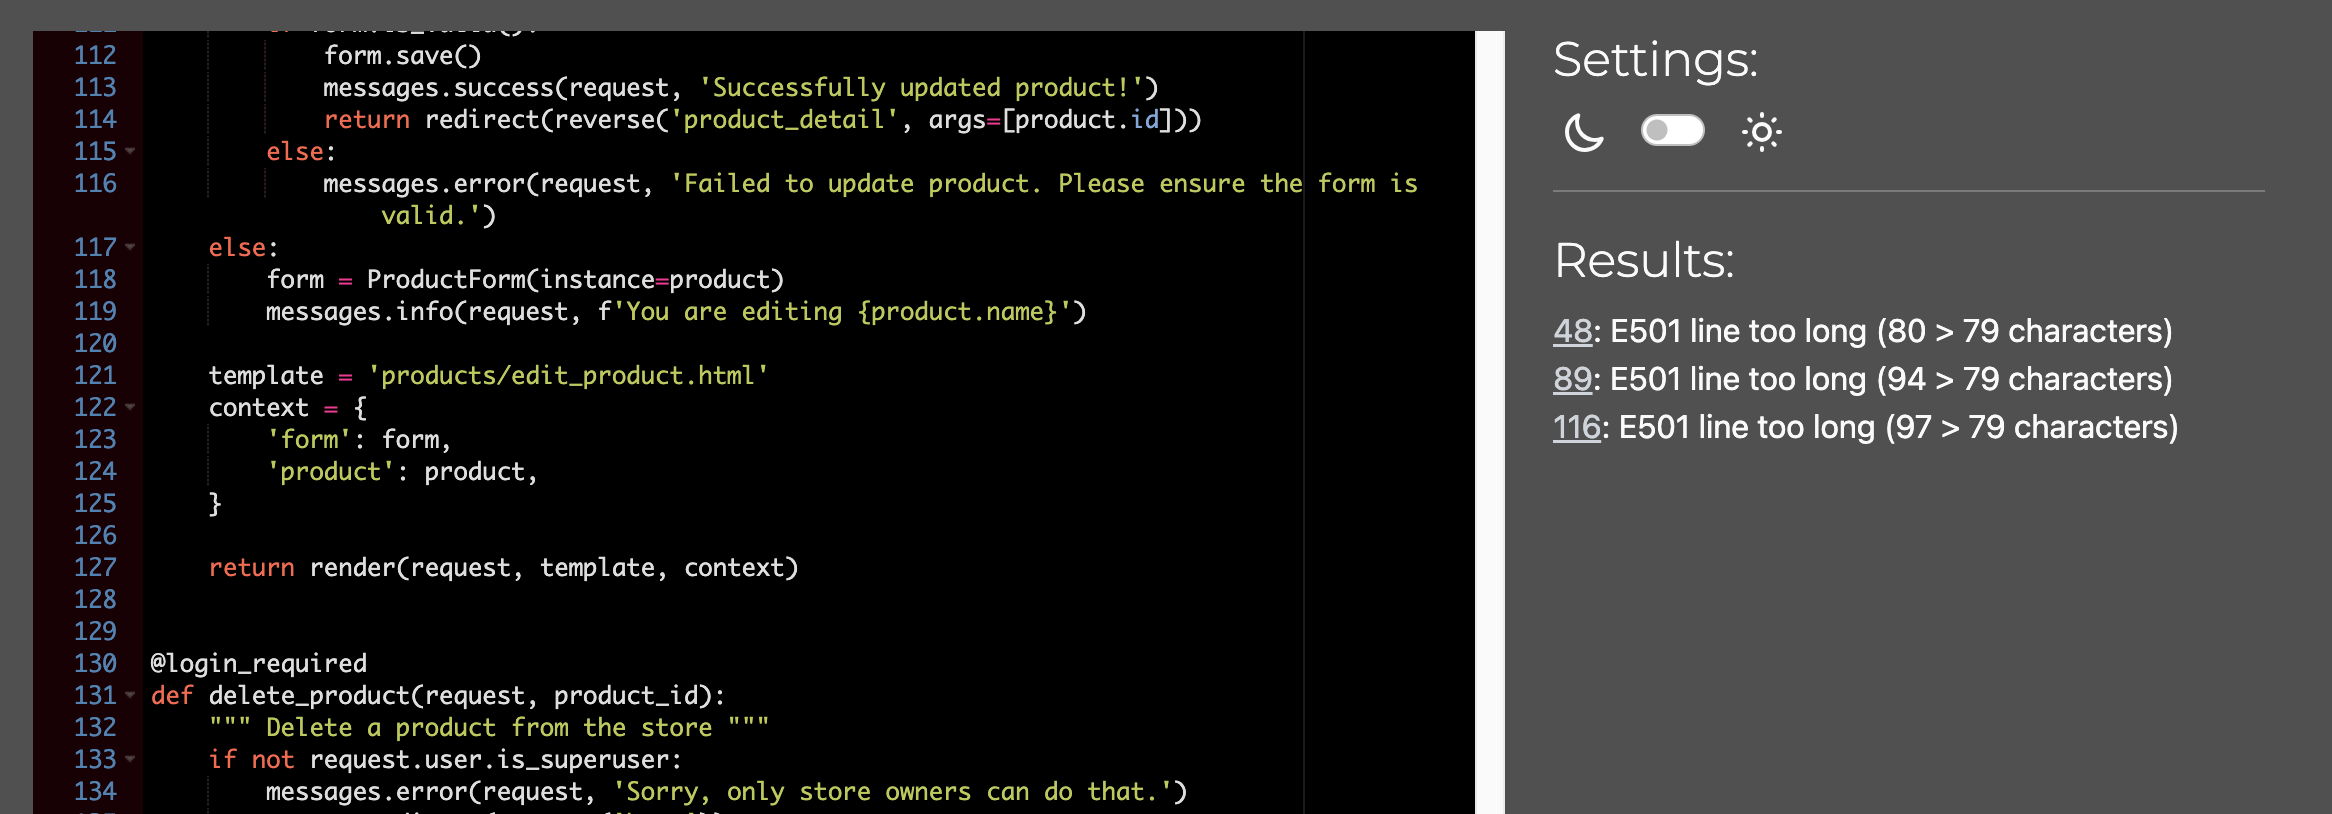 112 form.save()
113 messages.success(request, 'Successfully updated product!')
114 return redirect(reverse('product_detail', args=[product.id]))
115 else:
116 messages.error(request, 'Failed to update product. Please ensure the form is
valid.')
117 else:
118 form = ProductForm(instance=product)
119 messages.info(request, f'You are editing {product.name}')
120
121 template = 'products/edit_product.html'
122 context = {
123 'form': form,
124 'product': product,
125 }
126
127 return render(request, template, context)
128
129
130 @login_required
131 def delete_product(request, product_id):
132 """ Delete a product from the store """
133 if not request.user.is_superuser:
134 messages.error(request, 'Sorry, only store owners can do that.')
Settings:
Results:
48: E501 line too long (80 > 79 characters)
89: E501 line too long (94 > 79 characters)
116: E501 line too long (97 > 79 characters)